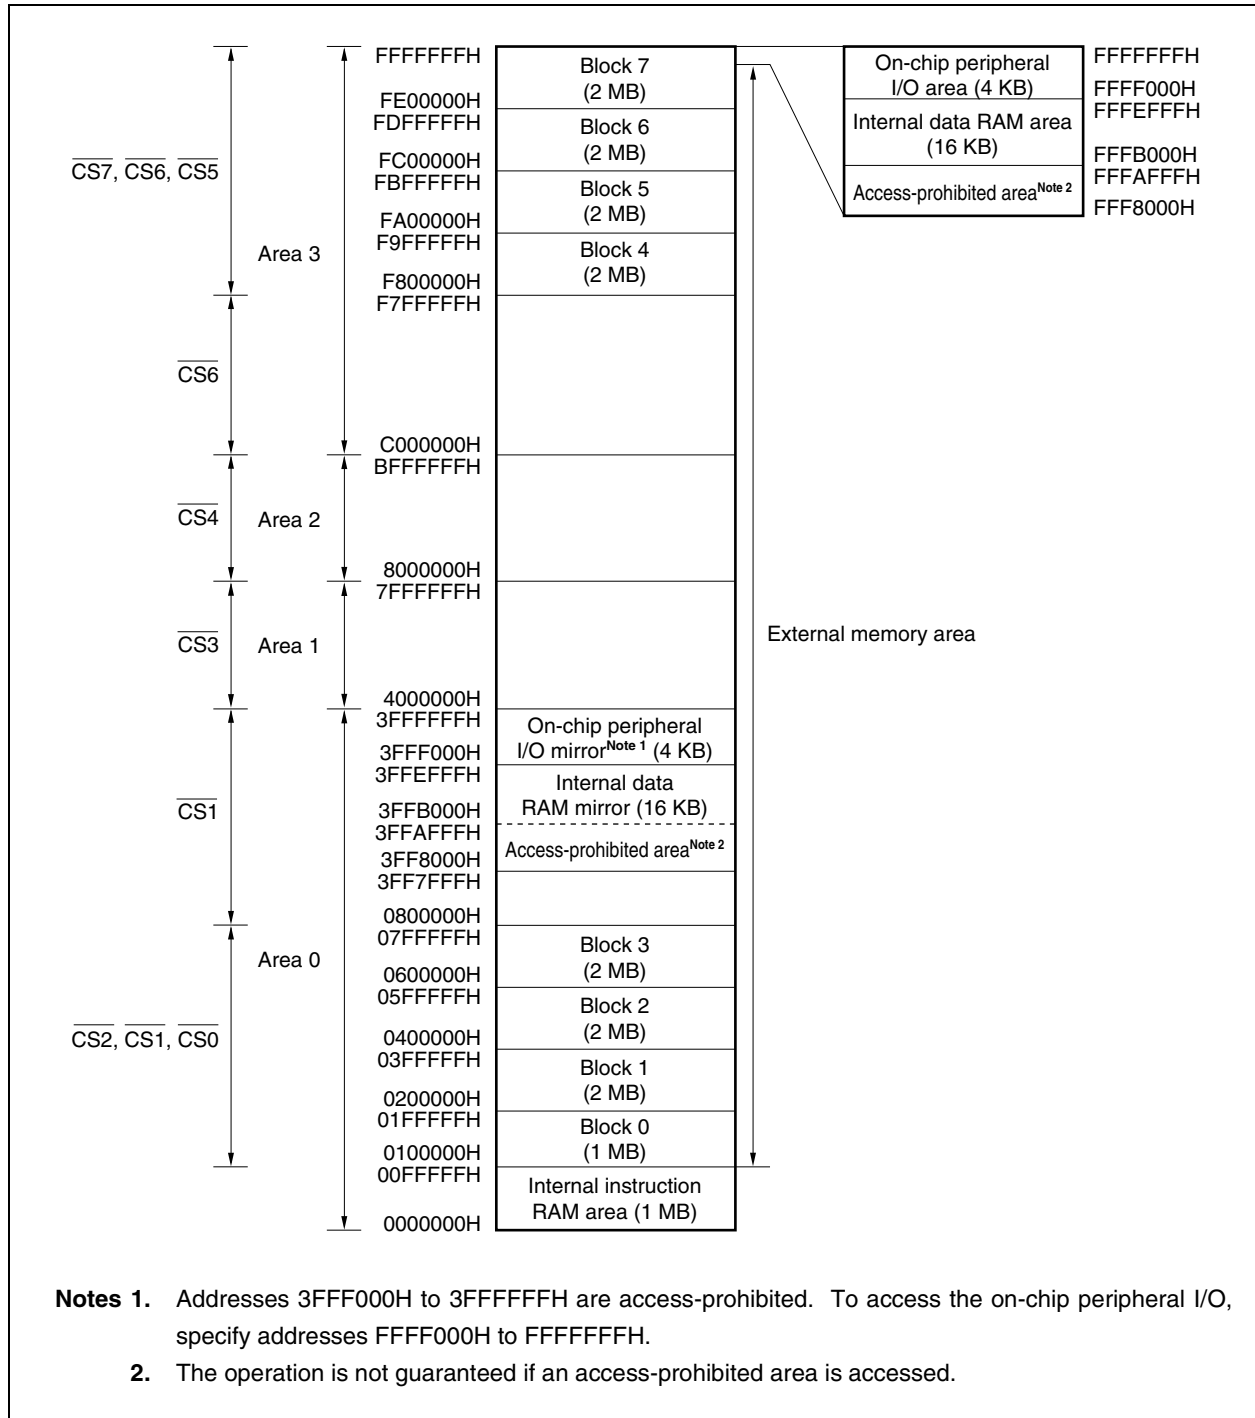 FFFFFFFH
Block 7
(2 MB)
FE00000H
FDFFFFFH
Block 6
(2 MB)
FC00000H
FBFFFFFH
Block 5
(2 MB)
FA00000H
F9FFFFFH
Block 4
(2 MB)
F800000H
F7FFFFFH
C000000H
BFFFFFFH
8000000H
7FFFFFFH
4000000H
3FFFFFFH
On-chip peripheral
I/O mirrorNote 1 (4 KB)
3FFF000H
3FFEFFFH
Internal data
RAM mirror (16 KB)
3FFB000H
3FFAFFFH
Access-prohibited areaNote 2
3FF8000H
3FF7FFFH
0800000H
07FFFFFH
Block 3
(2 MB)
0600000H
05FFFFFH
Block 2
(2 MB)
0400000H
03FFFFFH
Block 1
(2 MB)
0200000H
01FFFFFH
Block 0
(1 MB)
0100000H
00FFFFFH
Internal instruction
RAM area (1 MB)
0000000H
CS7, CS6, CS5
CS6
CS4
CS3
CS1
CS2, CS1, CS0
Area 3
Area 2
Area 1
Area 0
External memory area
On-chip peripheral
I/O area (4 KB)
Internal data RAM area
(16 KB)
Access-prohibited areaNote 2
FFFFFFFH
FFFF000H
FFFEFFFH
FFFB000H
FFFAFFFH
FFF8000H
Notes 1. Addresses 3FFF000H to 3FFFFFFH are access-prohibited. To access the on-chip peripheral I/O,
specify addresses FFFF000H to FFFFFFFH.
2. The operation is not guaranteed if an access-prohibited area is accessed.